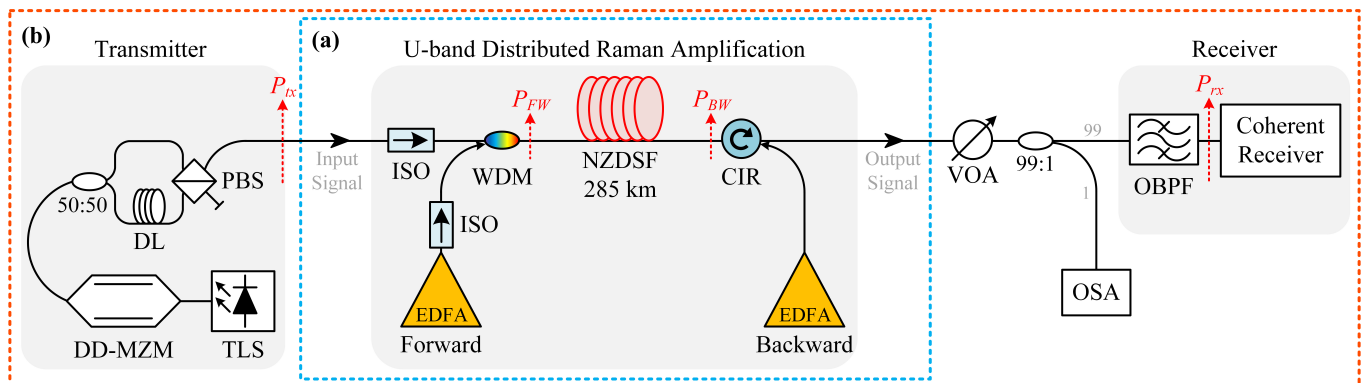 (b)
Transmitter
P_tx
50:50
DL
PBS
DD-MZM
TLS
(a)
U-band Distributed Raman Amplification
Input
Signal
ISO
WDM
P_FW
NZDSF
285 km
P_BW
CIR
ISO
EDFA
Forward
EDFA
Backward
Output
Signal
VOA
99:1
99
1
OSA
Receiver
P_rx
OBPF
Coherent
Receiver